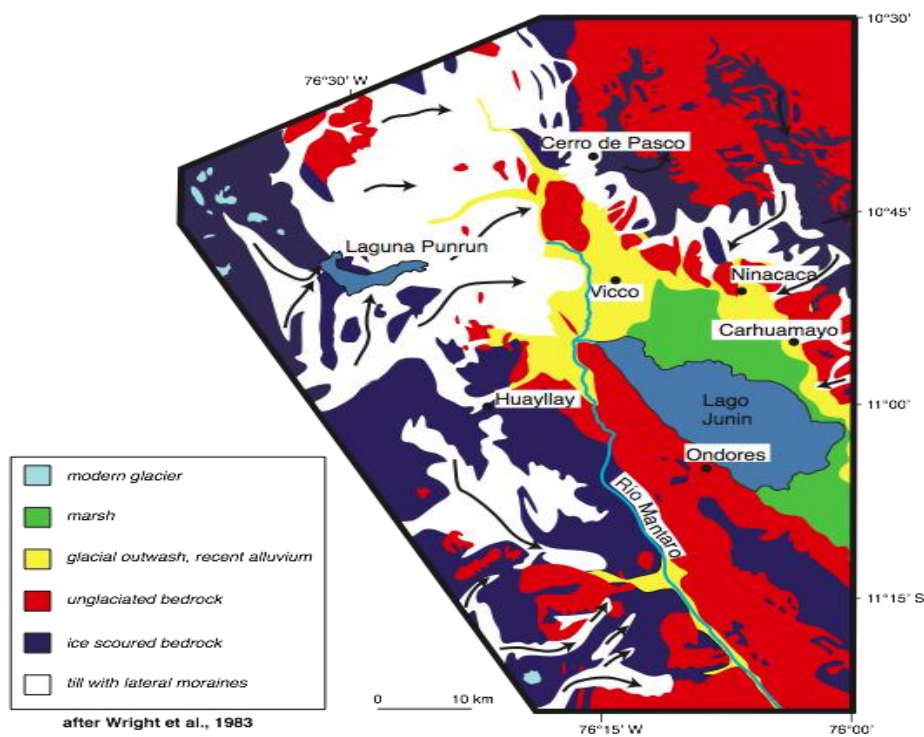 10°30'
76°30' W
Cerro de Pasco
10°45'
Laguna Punrun
Ninacaca
Vicco
Carhuamayo
Lago
Junin
Huayllay
11°00'
Ondores
Rio Mantaro
modern glacier
marsh
glacial outwash, recent alluvium
unglaciated bedrock
ice scoured bedrock
till with lateral moraines
11°15' S
0 10 km
after Wright et al., 1983
76°15' W
76°00'